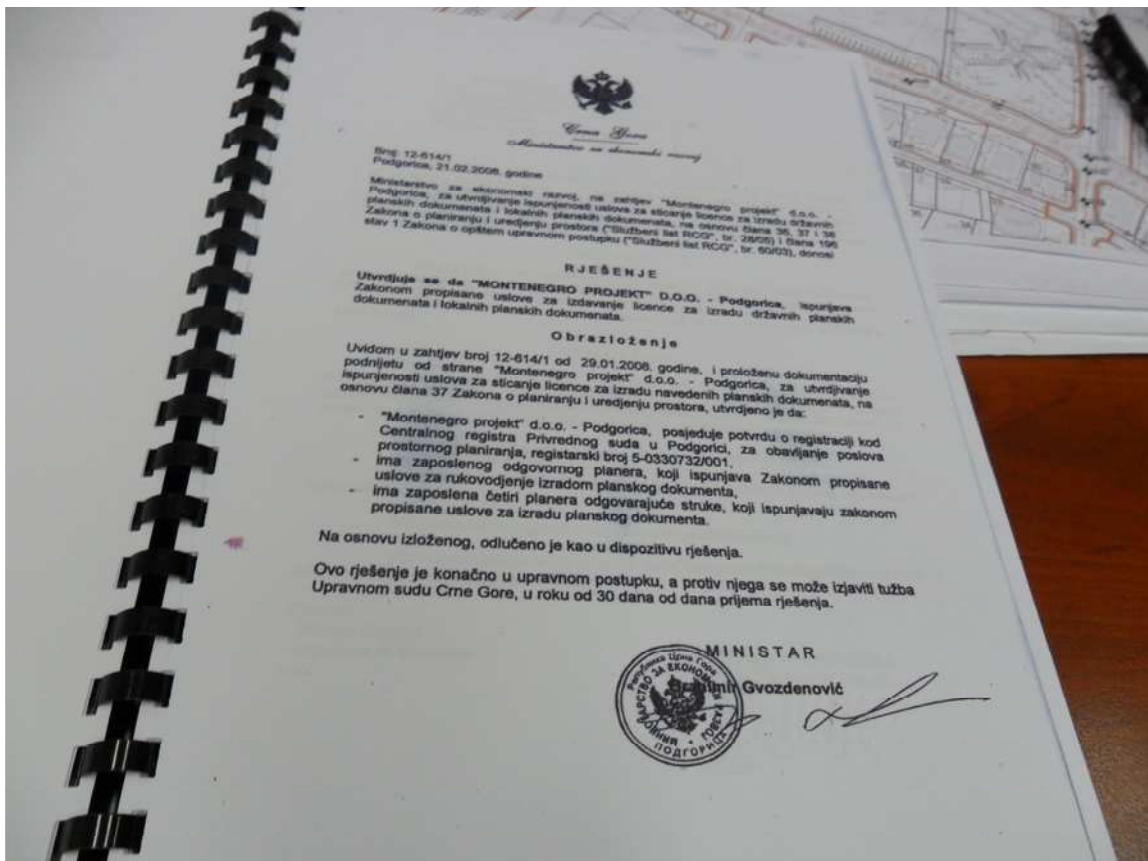 Crna Gora
Ministarstvo za ekonomski razvoj
Broj: 12-614/1
Podgorica, 21.02.2008. godine
Ministarstvo za ekonomski razvoj, na zahtjev "Montenegro projekt" d.o.o. -
Podgorica, za utvrdjivanje ispunjenosti uslova za sticanje licence za izradu državnih
planskih dokumenata i lokalnih planskih dokumenata, na osnovu člana 36, 37 i 38
Zakona o planiranju i uredjenju prostora ("Službeni list RCG", br. 28/05) i člana 196
stav 1 Zakona o opštem upravnom postupku ("Službeni list RCG", br. 60/03), donosi
RJEŠENJE
Utvrdjuje se da "MONTENEGRO PROJEKT" D.O.O. - Podgorica, ispunjava
Zakonom propisane uslove za izdavanje licence za izradu državnih planskih
dokumenata i lokalnih planskih dokumenata.
Obrazloženje
Uvidom u zahtjev broj 12-614/1 od 29.01.2008. godine, i proloženu dokumentaciju
podnijetu od strane "Montenegro projekt" d.o.o. - Podgorica, za utvrdjivanje
ispunjenosti uslova za sticanje licence za izradu navedenih planskih dokumenata, na
osnovu člana 37 Zakona o planiranju i uredjenju prostora, utvrdjeno je da:
- "Montenegro projekt" d.o.o. - Podgorica, posjeduje potvrdu o registraciji kod
Centralnog registra Privrednog suda u Podgorici, za obavljanje poslova
prostornog planiranja, registarski broj 5-0330732/001,
- ima zaposlenog odgovornog planera, koji ispunjava Zakonom propisane
uslove za rukovodjenje izradom planskog dokumenta,
- ima zaposlena četiri planera odgovarajuće struke, koji ispunjavaju zakonom
propisane uslove za izradu planskog dokumenta.
Na osnovu izloženog, odlučeno je kao u dispozitivu rješenja.
Ovo rješenje je konačno u upravnom postupku, a protiv njega se može izjaviti tužba
Upravnom sudu Crne Gore, u roku od 30 dana od dana prijema rješenja.
MINISTAR
Branimir Gvozdenović
Република Црна Гора
МИНИСТАРСТВО ЗА ЕКОНОМСКИ РАЗВОЈ
ПОДГОРИЦА